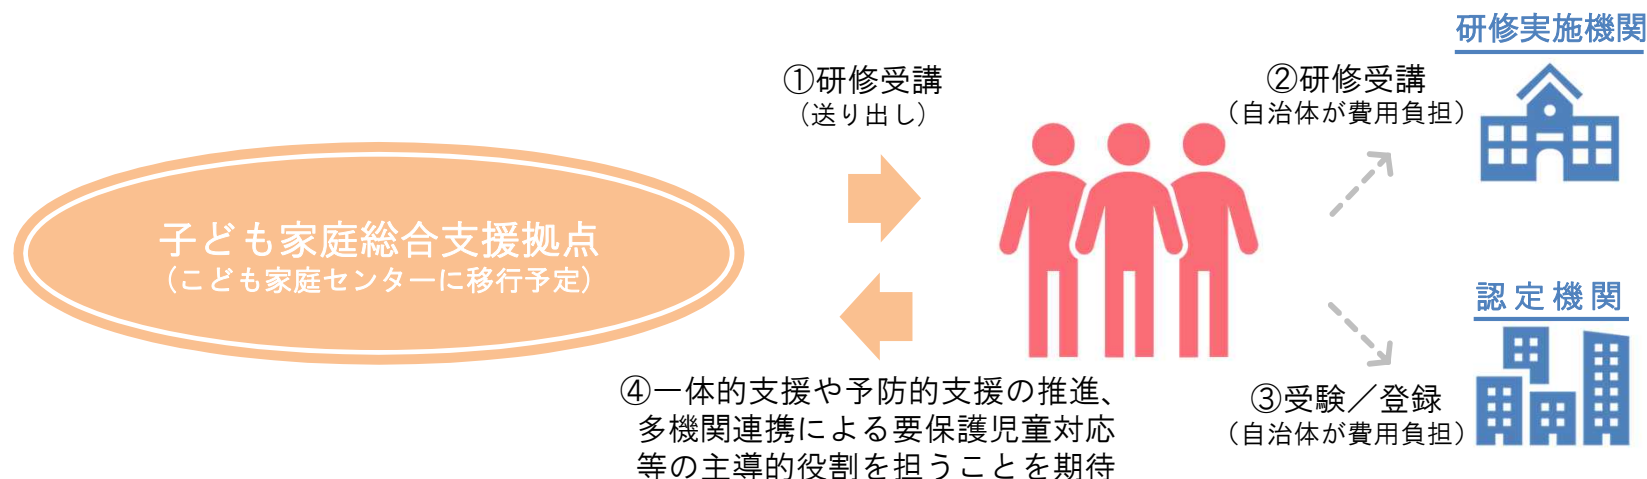 子ども家庭総合支援拠点
（こども家庭センターに移行予定）
①研修受講
（送り出し）
②研修受講
（自治体が費用負担）
研修実施機関
認定機関
③受験／登録
（自治体が費用負担）
④一体的支援や予防的支援の推進、
多機関連携による要保護児童対応
等の主導的役割を担うことを期待